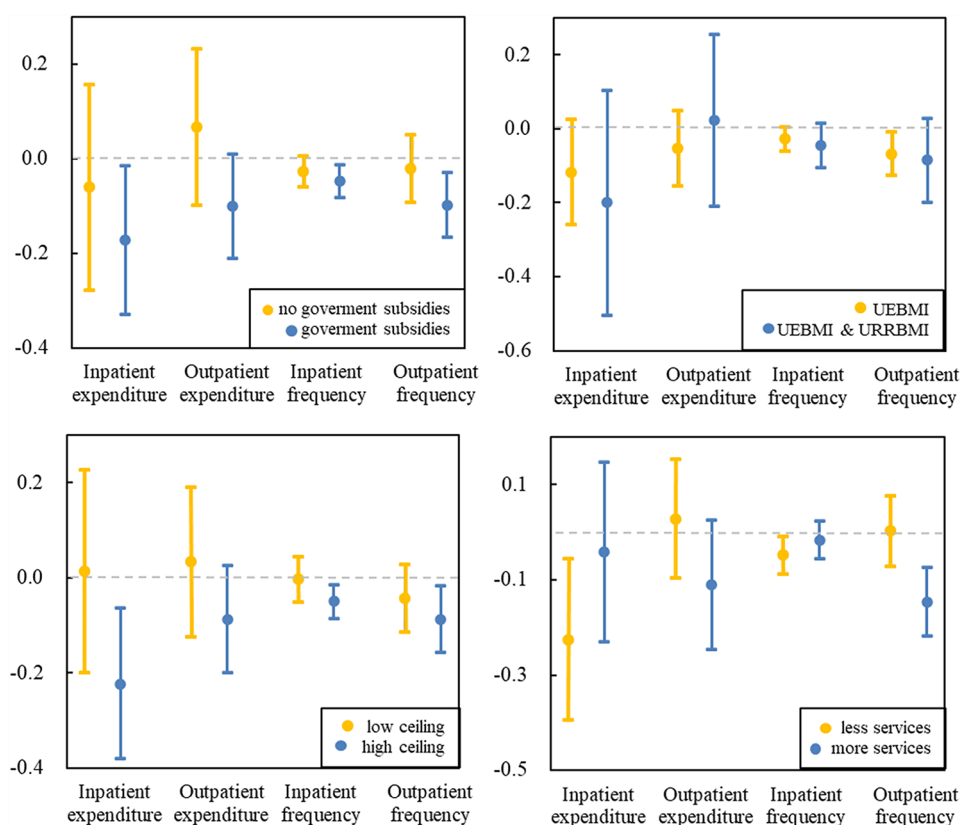 0.2
0.0
-0.2
-0.4
no goverment subsidies
goverment subsidies
Inpatient expenditure
Outpatient expenditure
Inpatient frequency
Outpatient frequency
0.2
0.0
-0.2
-0.4
-0.6
UEBMI
UEBMI & URRBMI
Inpatient expenditure
Outpatient expenditure
Inpatient frequency
Outpatient frequency
0.2
0.0
-0.2
-0.4
low ceiling
high ceiling
Inpatient expenditure
Outpatient expenditure
Inpatient frequency
Outpatient frequency
0.1
-0.1
-0.3
-0.5
less services
more services
Inpatient expenditure
Outpatient expenditure
Inpatient frequency
Outpatient frequency